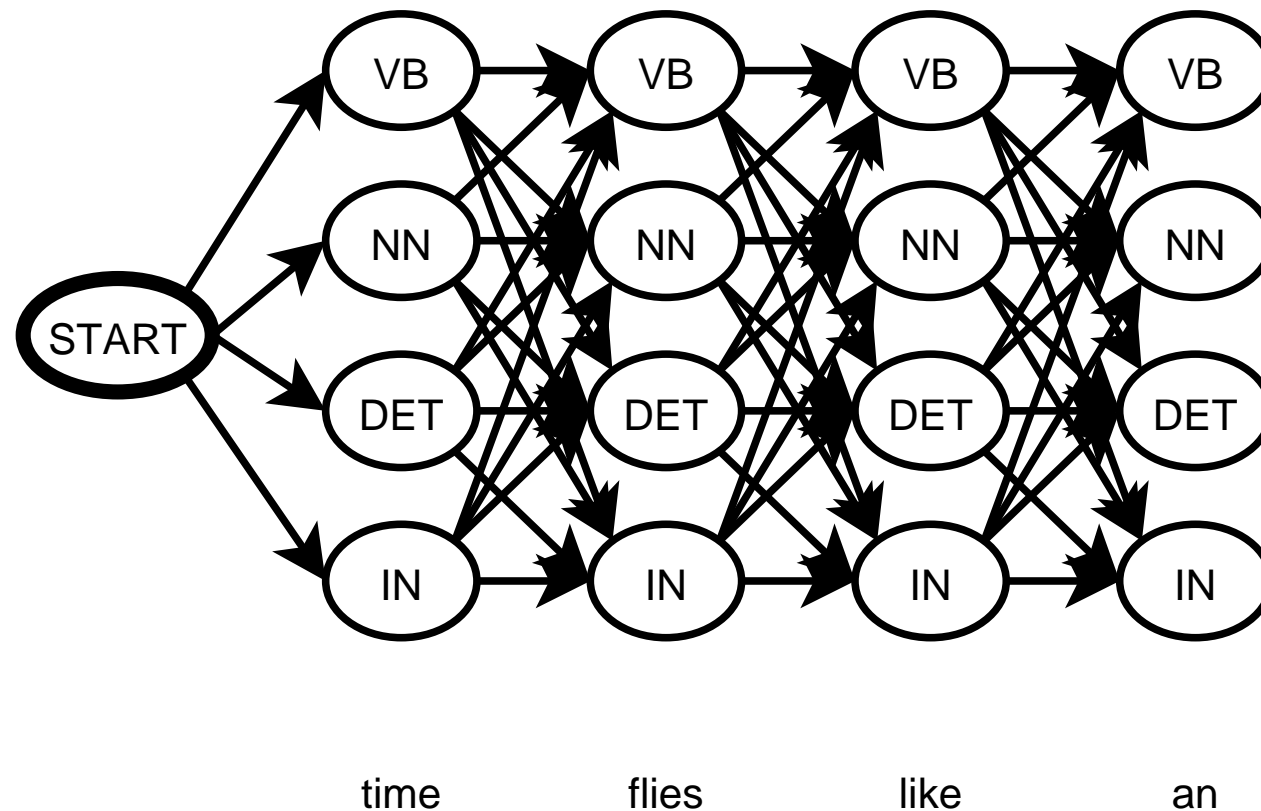 VB VB VB VB
NN NN NN NN
START
DET DET DET DET
IN IN IN IN
time flies like an